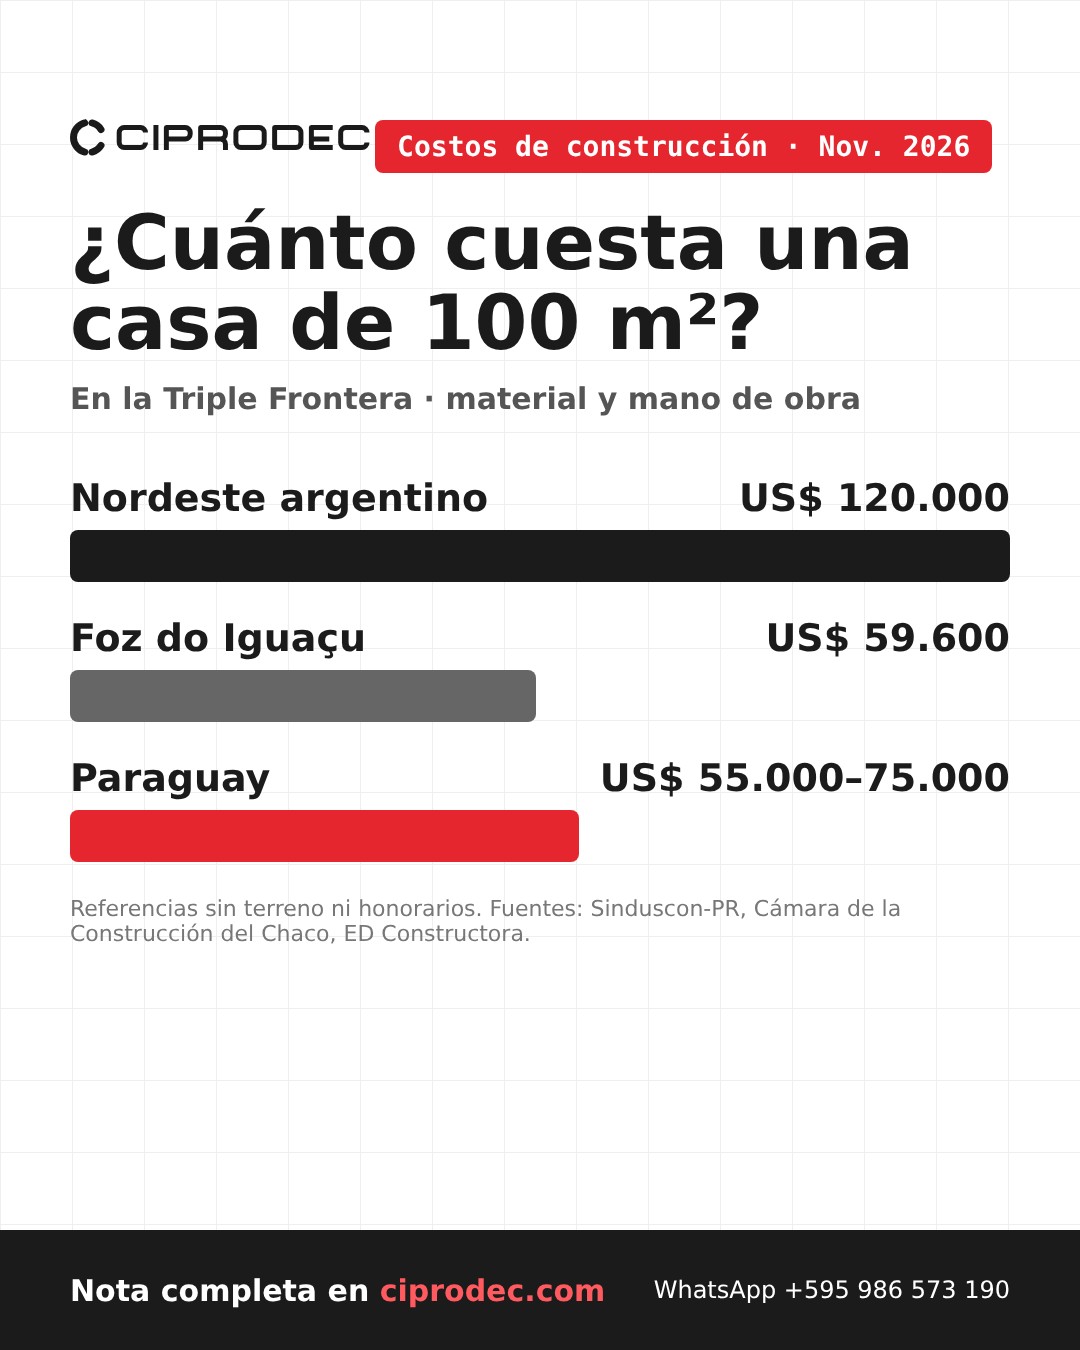 CIPRODEC
Costos de construcción · Nov. 2026
¿Cuánto cuesta una
casa de 100 m²?
En la Triple Frontera · material y mano de obra
Nordeste argentino US$ 120.000
Foz do Iguaçu US$ 59.600
Paraguay US$ 55.000–75.000
Referencias sin terreno ni honorarios. Fuentes: Sinduscon-PR, Cámara de la
Construcción del Chaco, ED Constructora.
Nota completa en ciprodec.com WhatsApp +595 986 573 190